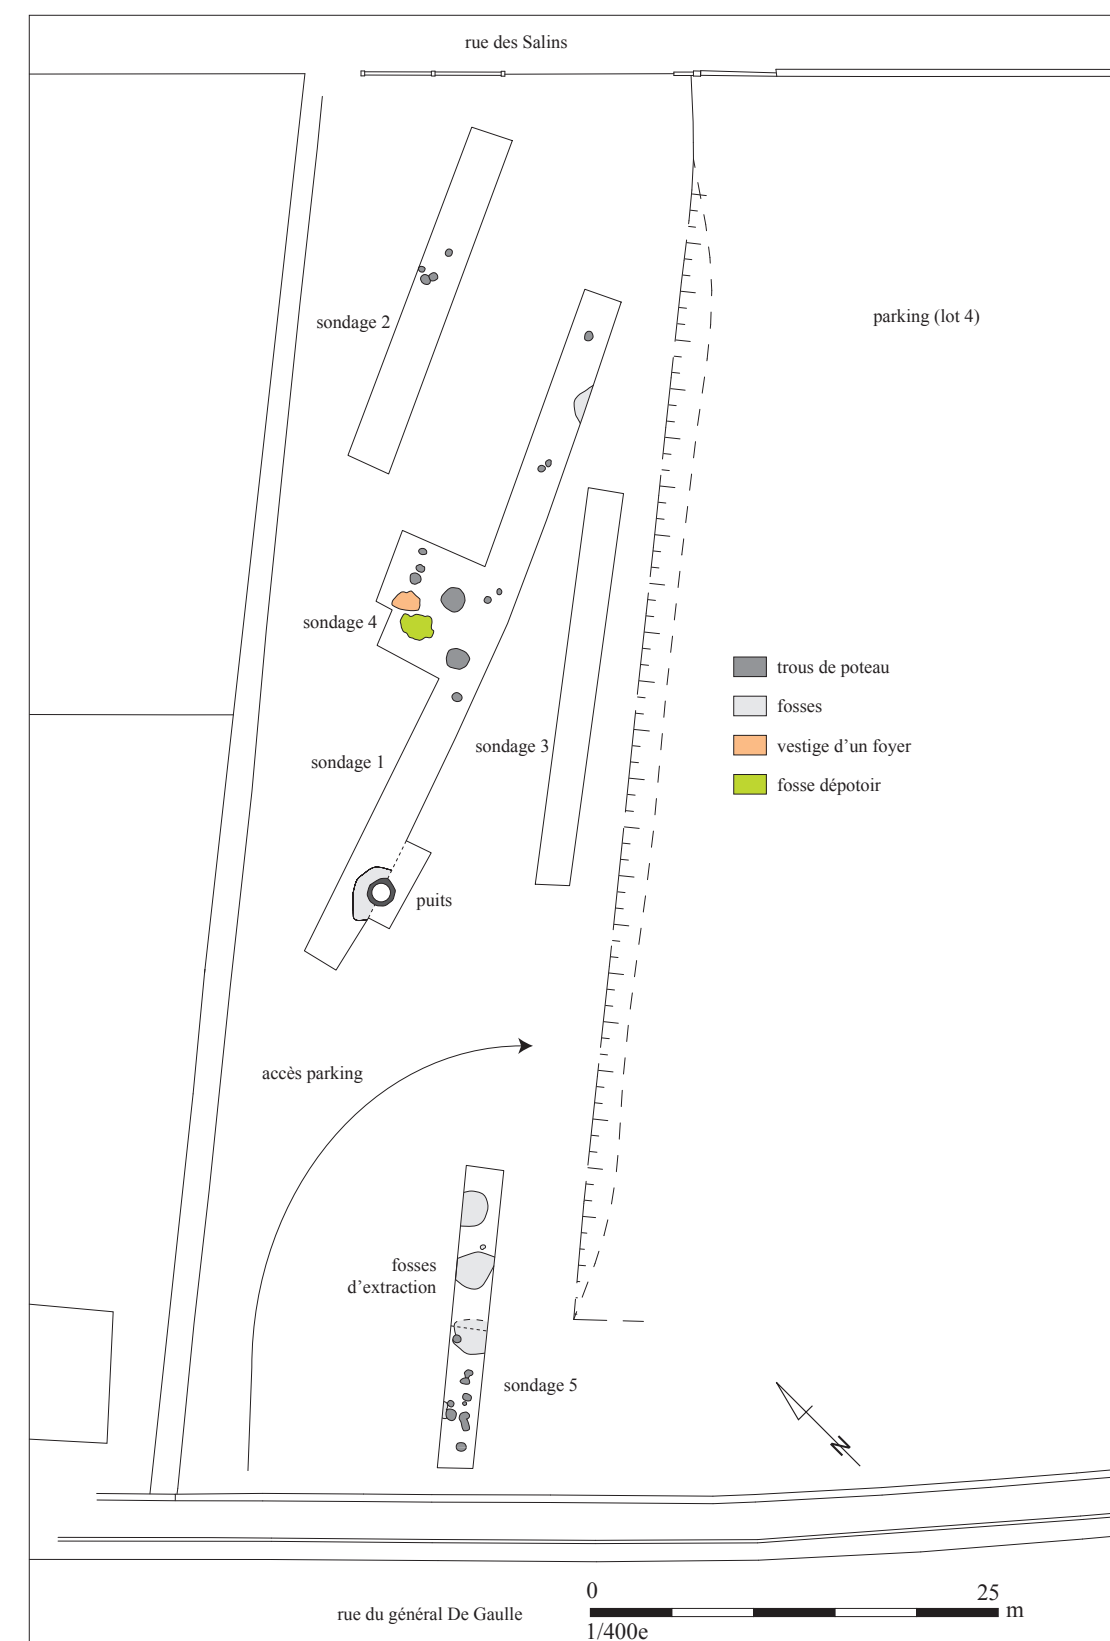 rue des Salins
parking (lot 4)
sondage 2
sondage 4
trous de poteau
fosses
vestige d'un foyer
fosse dépotoir
sondage 3
sondage 1
puits
accès parking
fosses
d'extraction
sondage 5
N
0 25
m
rue du général De Gaulle
1/400e